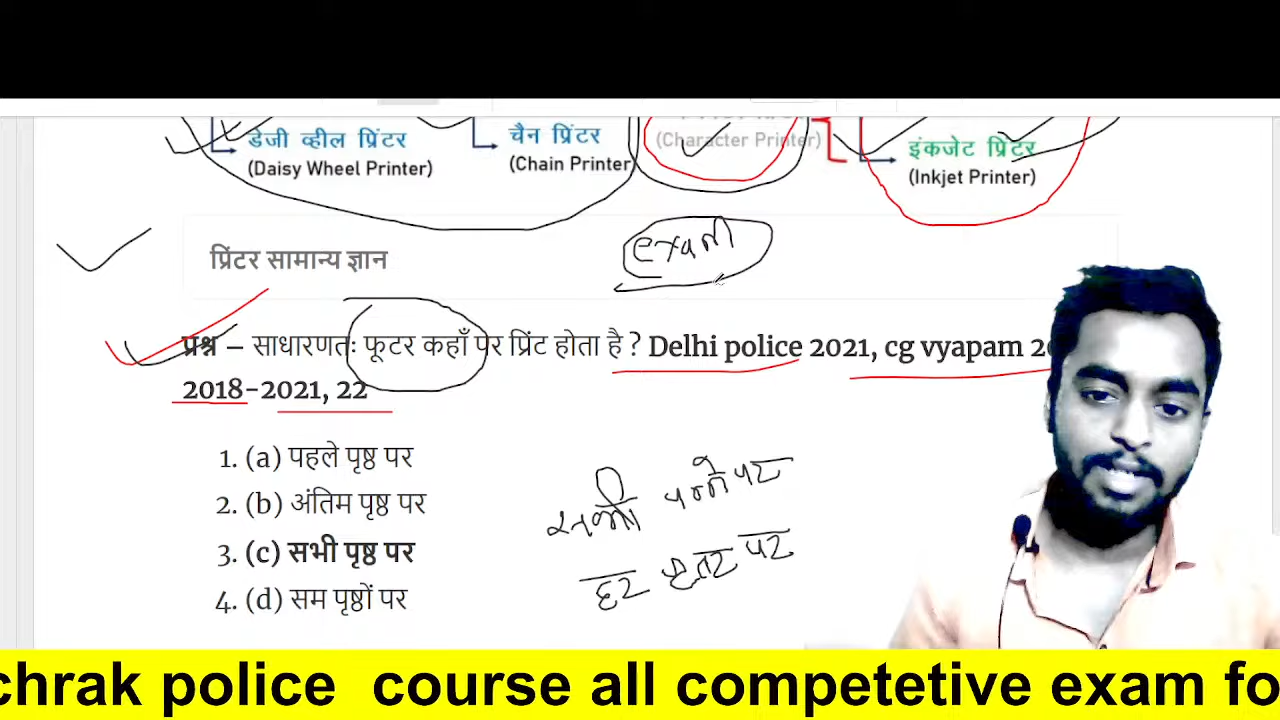 डेजी व्हील प्रिंटर
(Daisy Wheel Printer)
चैन प्रिंटर
(Chain Printer)
(Character Printer)
इंकजेट प्रिंटर
(Inkjet Printer)
प्रिंटर सामान्य ज्ञान
प्रश्न – साधारणतः फूटर कहाँ पर प्रिंट होता है ? Delhi police 2021, cg vyapam
2018-2021, 22
1. (a) पहले पृष्ठ पर
2. (b) अंतिम पृष्ठ पर
3. (c) सभी पृष्ठ पर
4. (d) सम पृष्ठों पर
सभी पन्ने पर
हर पर
chrak police course all competetive exam fo